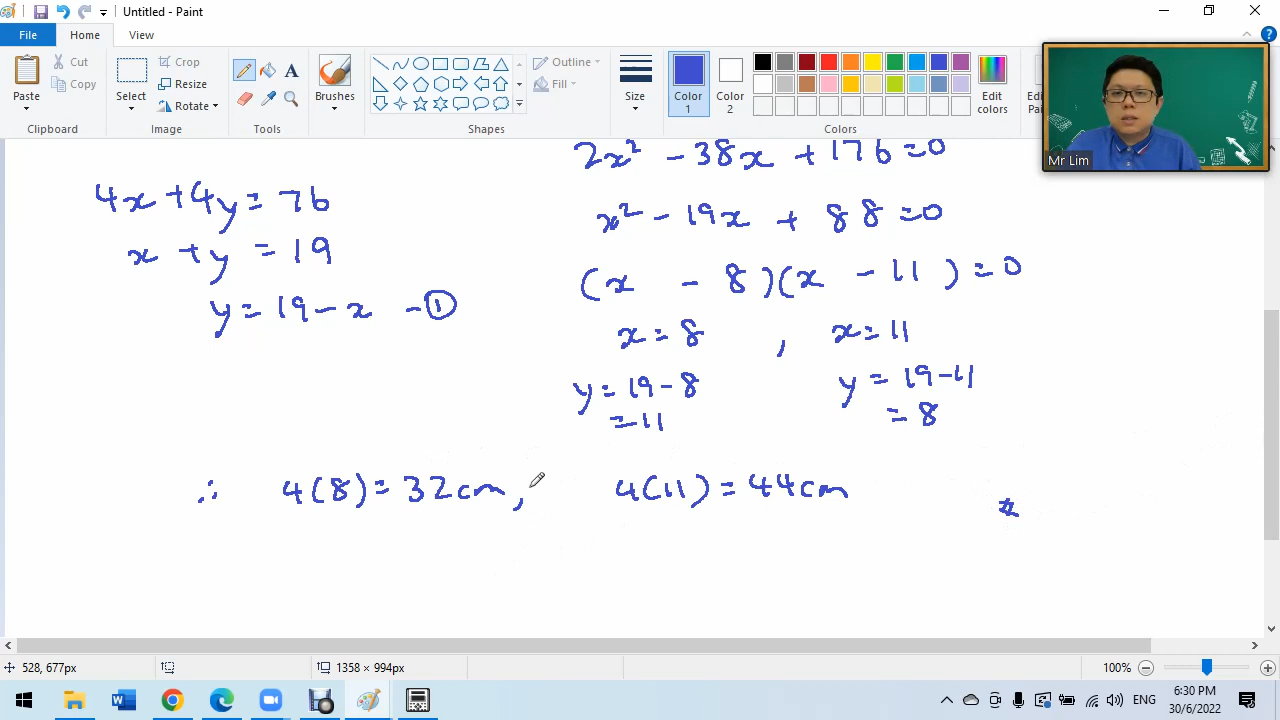 Untitled - Paint
File Home View
Paste Cut Copy
Select Crop Resize Rotate
Brushes
Outline Fill
Size
Color 1
Color 2
Edit colors
Edit Pai
Clipboard Image Tools Shapes Colors
Mr Lim
4x+4y=76
x+y=19
y=19-x -①
2x²-38x+176=0
x²-19x+88=0
(x-8)(x-11)=0
x=8, x=11
y=19-8
=11
y=19-11
=8
∴ 4(8)=32cm, 4(11)=44cm
528, 677px
1358 × 994px
100%
ENG
6:30 PM
30/6/2022